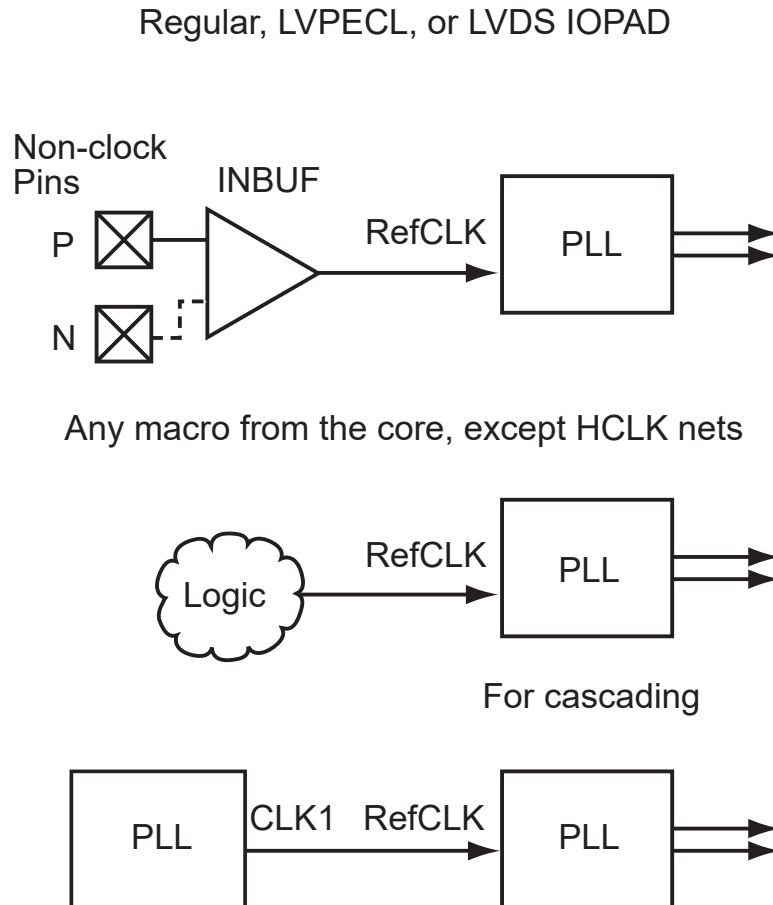 Regular, LVPECL, or LVDS IOPAD
Non-clock
Pins
INBUF
P
N
RefCLK
PLL
Any macro from the core, except HCLK nets
Logic
RefCLK
PLL
For cascading
PLL
CLK1
RefCLK
PLL